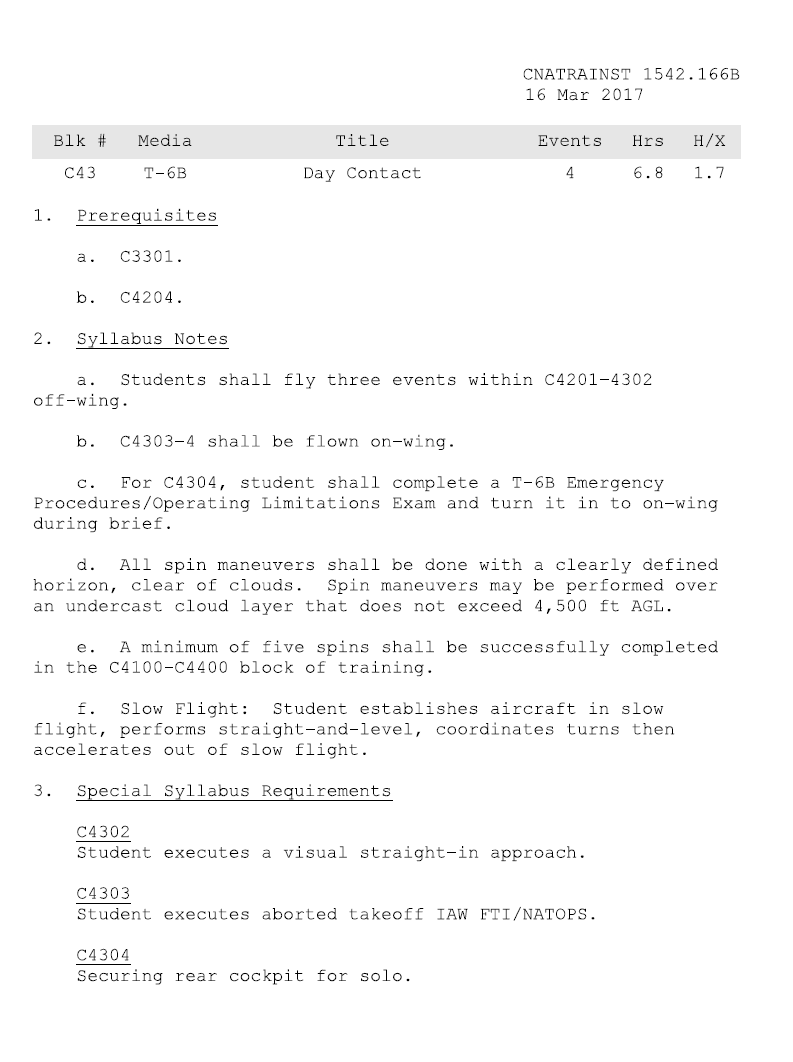 CNATRAINST 1542.166B
16 Mar 2017
Blk # Media Title Events Hrs H/X
C43 T-6B Day Contact 4 6.8 1.7
1. Prerequisites
a. C3301.
b. C4204.
2. Syllabus Notes
a. Students shall fly three events within C4201-4302
off-wing.
b. C4303-4 shall be flown on-wing.
c. For C4304, student shall complete a T-6B Emergency
Procedures/Operating Limitations Exam and turn it in to on-wing
during brief.
d. All spin maneuvers shall be done with a clearly defined
horizon, clear of clouds. Spin maneuvers may be performed over
an undercast cloud layer that does not exceed 4,500 ft AGL.
e. A minimum of five spins shall be successfully completed
in the C4100-C4400 block of training.
f. Slow Flight: Student establishes aircraft in slow
flight, performs straight-and-level, coordinates turns then
accelerates out of slow flight.
3. Special Syllabus Requirements
C4302
Student executes a visual straight-in approach.
C4303
Student executes aborted takeoff IAW FTI/NATOPS.
C4304
Securing rear cockpit for solo.